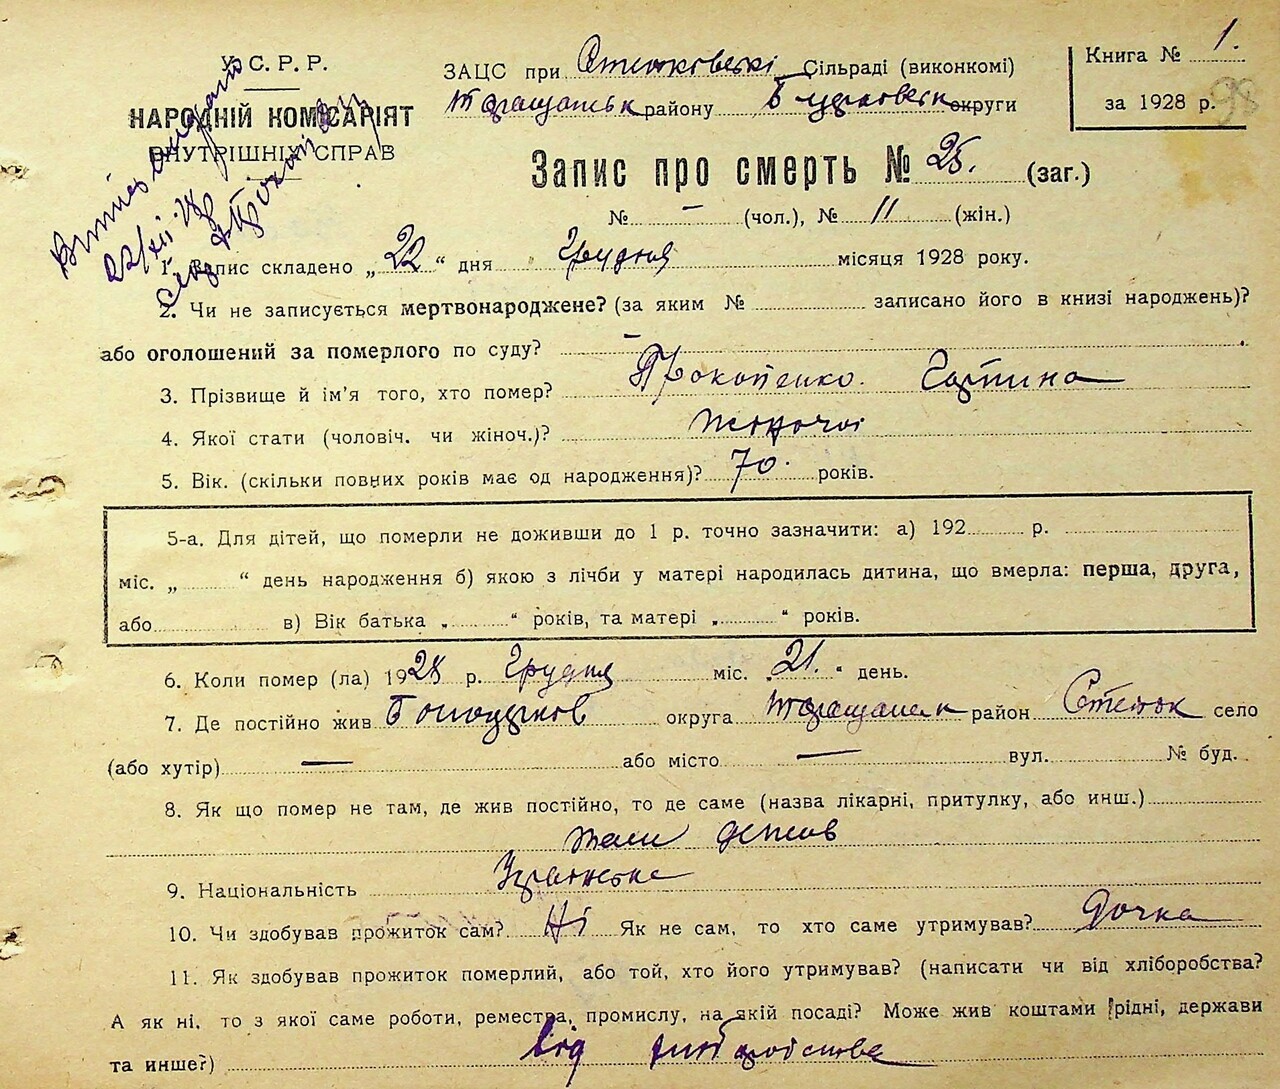 У. С. Р. Р.
НАРОДНІЙ КОМІСАРІЯТ
ВНУТРІШНІХ СПРАВ
ЗАЦС при Стецковскі Сільраді (виконкомі)
Таращанськ району Б округи
Книга № 1.
за 1928 р. 98
Запис про смерть № 25. (заг.)
№ – (чол.), № 11 (жін.)
22/XII 28
1. Запис складено „22“ дня Грудня місяця 1928 року.
2. Чи не записується мертвонароджене? (за яким № записано його в книзі народжень)?
або оголошений за померлого по суду? –
3. Прізвище й ім'я того, хто помер? Прокопенко.
4. Якої стати (чоловіч. чи жіноч.)? жіночої
5. Вік. (скільки повних років має од народження)? 70. років.
5-а. Для дітей, що померли не доживши до 1 р. точно зазначити: а) 192 р.
міс. „ “ день народження б) якою з лічби у матері народилась дитина, що вмерла: перша, друга,
або в) Вік батька „ “ років, та матері „ “ років.
6. Коли помер (ла) 1928 р. Грудня міс. „21.“ день.
7. Де постійно жив округа Таращанськ район Стецок село
(або хутір) — або місто — вул. № буд.
8. Як що помер не там, де жив постійно, то де саме (назва лікарні, притулку, або инш.)
там де жив
9. Національність Українська
10. Чи здобував прожиток сам? Ні Як не сам, то хто саме утримував? Дочка
11. Як здобував прожиток померлий, або той, хто його утримував? (написати чи від хліборобства?
А як ні, то з якої саме роботи, ремества, промислу, на якій посаді? Може жив коштами рідні, держави
та инше?) від хліборобства